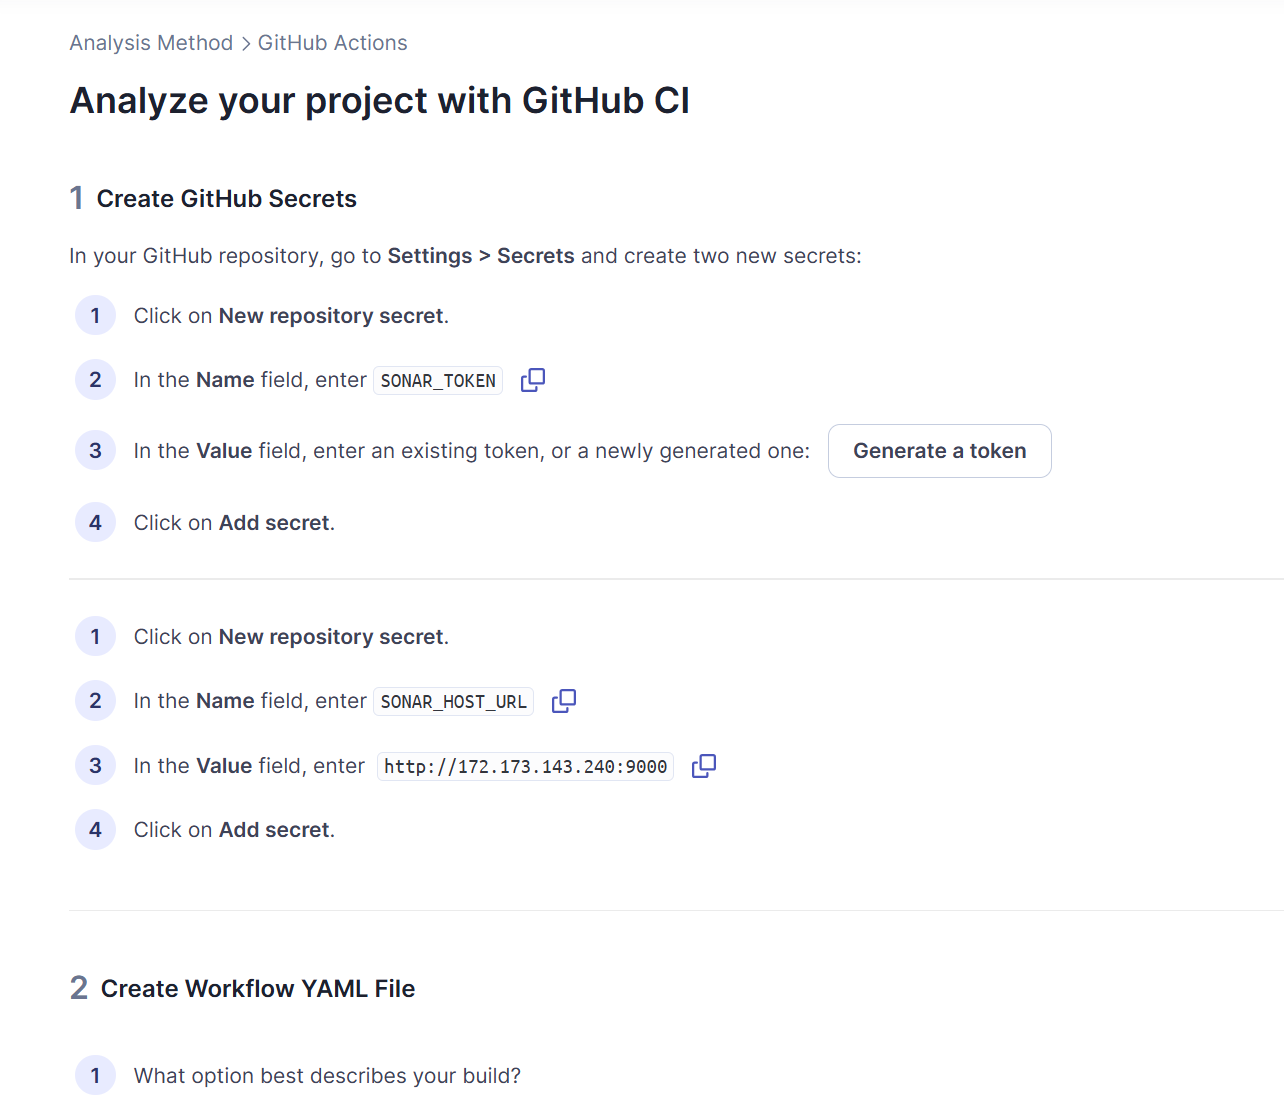 Analysis Method > GitHub Actions
Analyze your project with GitHub CI
1 Create GitHub Secrets
In your GitHub repository, go to Settings > Secrets and create two new secrets:
1 Click on New repository secret.
2 In the Name field, enter SONAR_TOKEN
3 In the Value field, enter an existing token, or a newly generated one: Generate a token
4 Click on Add secret.
1 Click on New repository secret.
2 In the Name field, enter SONAR_HOST_URL
3 In the Value field, enter http://172.173.143.240:9000
4 Click on Add secret.
2 Create Workflow YAML File
1 What option best describes your build?